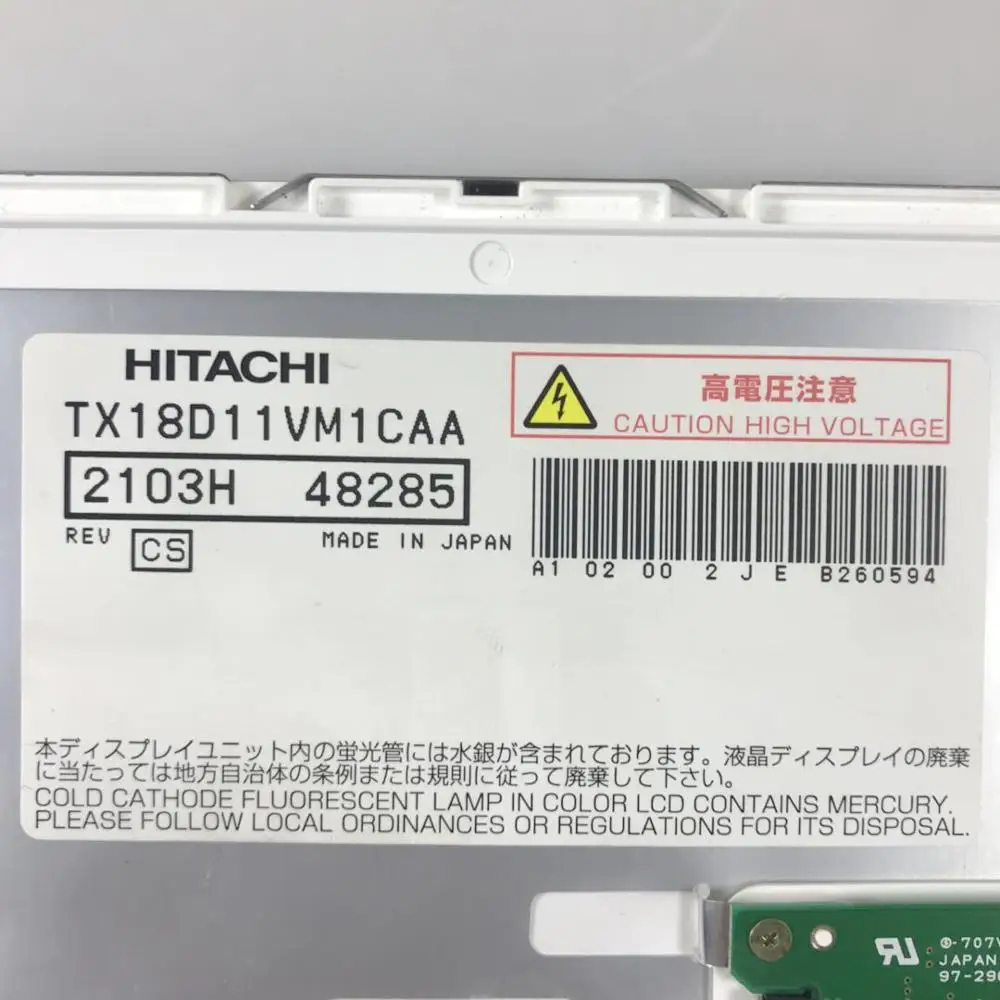 HITACHI
TX18D11VM1CAA
2103H 48285
REV CS MADE IN JAPAN
高電圧注意
CAUTION HIGH VOLTAGE
A1 02 00 2 J E B260594
本ディスプレイユニット内の蛍光管には水銀が含まれております。液晶ディスプレイの廃棄
に当たっては地方自治体の条例または規則に従って廃棄して下さい。
COLD CATHODE FLUORESCENT LAMP IN COLOR LCD CONTAINS MERCURY.
PLEASE FOLLOW LOCAL ORDINANCES OR REGULATIONS FOR ITS DISPOSAL.
JAPAN